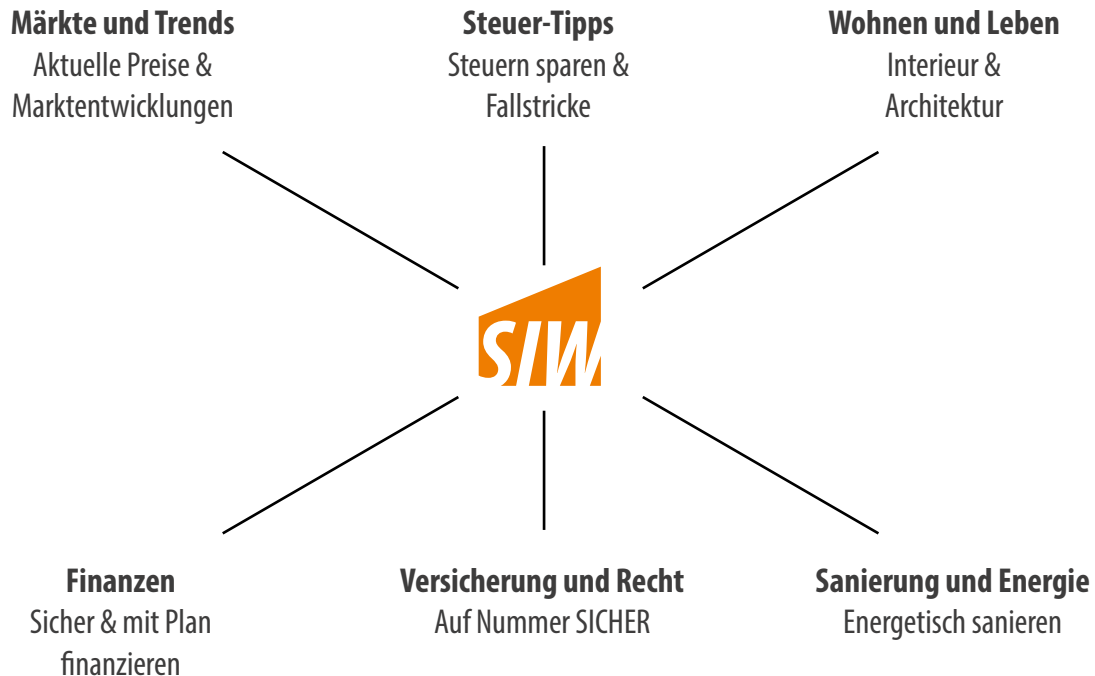 Märkte und Trends
Aktuelle Preise &
Marktentwicklungen
Steuer-Tipps
Steuern sparen &
Fallstricke
Wohnen und Leben
Interieur &
Architektur
SIW
Finanzen
Sicher & mit Plan
finanzieren
Versicherung und Recht
Auf Nummer SICHER
Sanierung und Energie
Energetisch sanieren